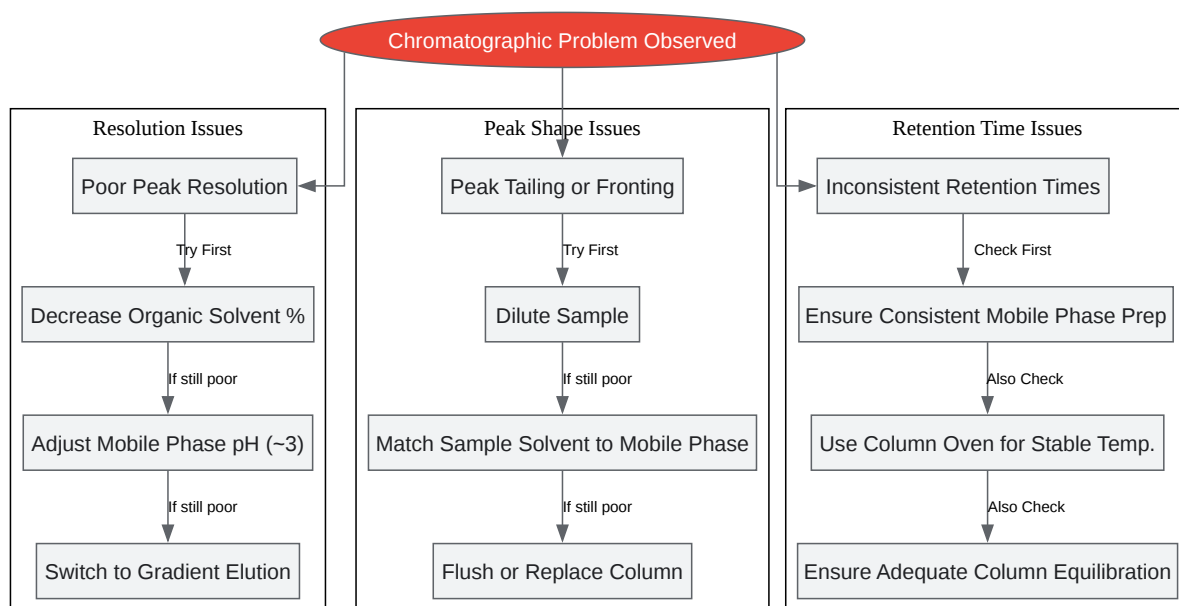 Chromatographic Problem Observed
Resolution Issues
Poor Peak Resolution
Try First
Decrease Organic Solvent %
If still poor
Adjust Mobile Phase pH (~3)
If still poor
Switch to Gradient Elution
Peak Shape Issues
Peak Tailing or Fronting
Try First
Dilute Sample
If still poor
Match Sample Solvent to Mobile Phase
If still poor
Flush or Replace Column
Retention Time Issues
Inconsistent Retention Times
Check First
Ensure Consistent Mobile Phase Prep
Also Check
Use Column Oven for Stable Temp.
Also Check
Ensure Adequate Column Equilibration